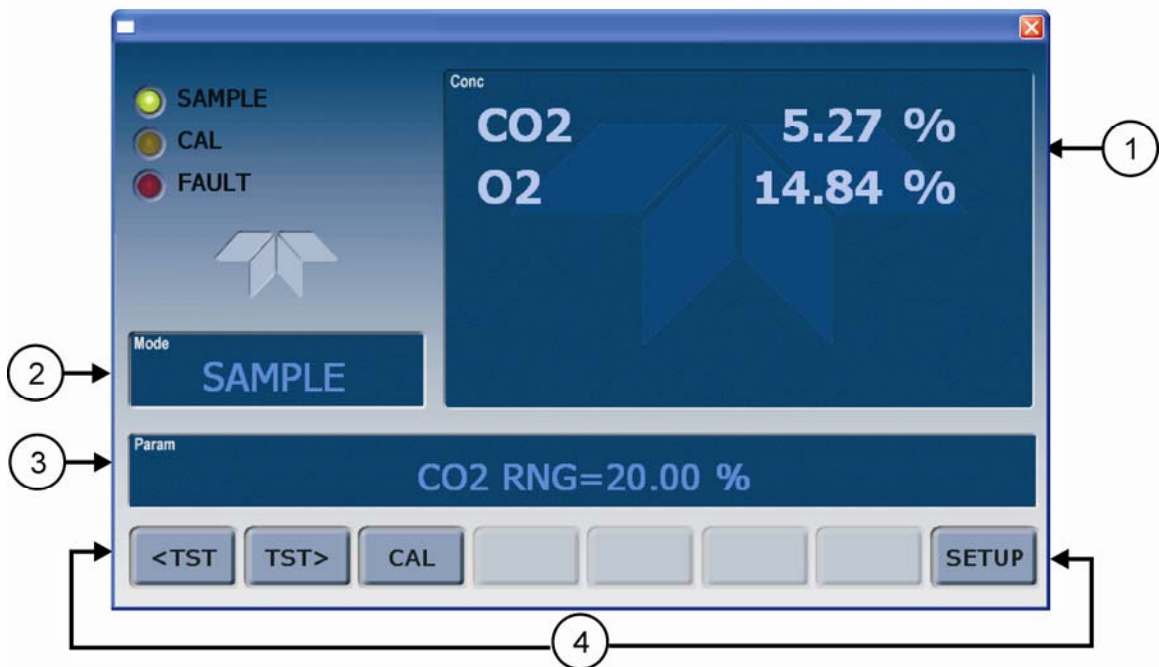 SAMPLE
CAL
FAULT
Conc
CO2 5.27 %
O2 14.84 %
1
Mode
SAMPLE
2
Param
CO2 RNG=20.00 %
3
<TST TST> CAL SETUP
4